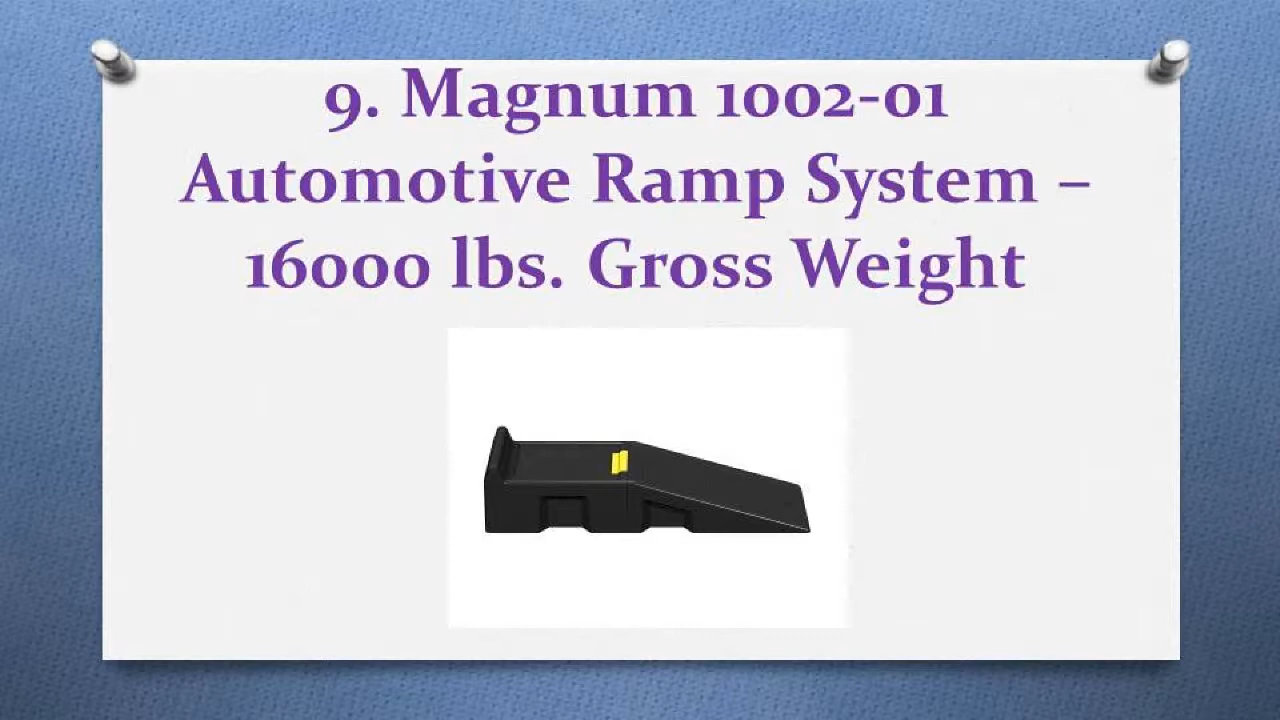 9. Magnum 1002-01
Automotive Ramp System –
16000 lbs. Gross Weight